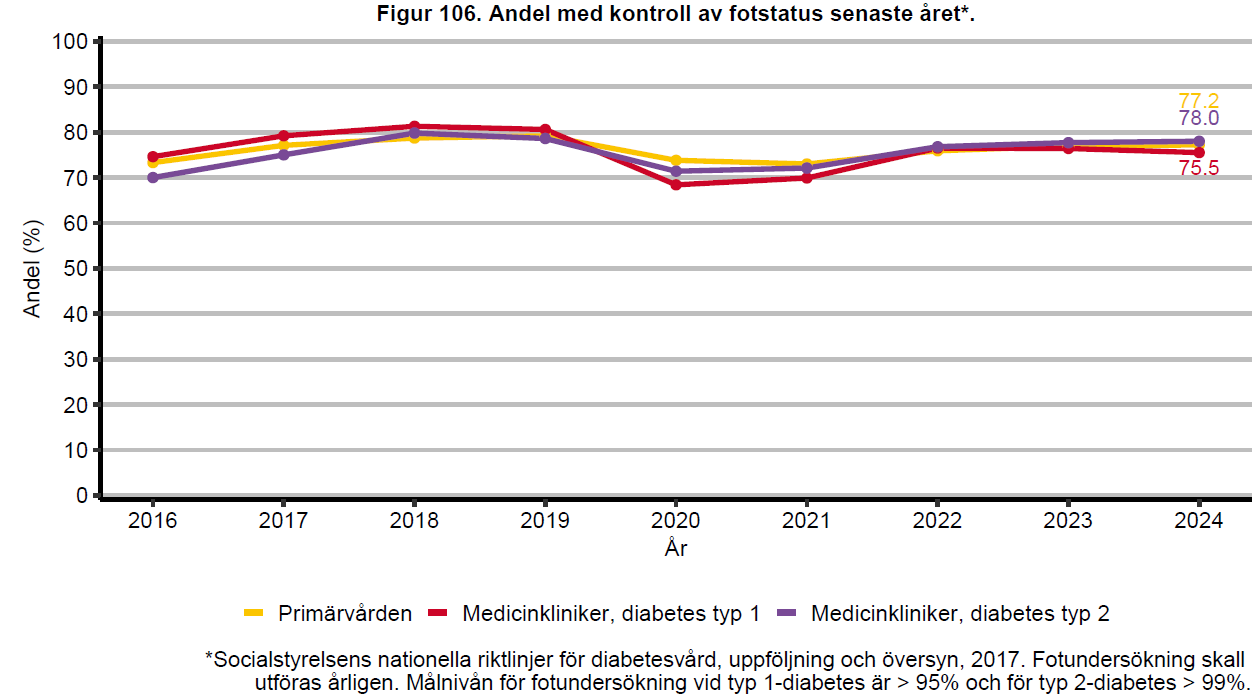 Figur 106. Andel med kontroll av fotstatus senaste året*.
100
90
80
70
60
50
40
30
20
10
0
Andel (%)
77.2
78.0
75.5
2016 2017 2018 2019 2020 2021 2022 2023 2024
År
Primärvården Medicinkliniker, diabetes typ 1 Medicinkliniker, diabetes typ 2
*Socialstyrelsens nationella riktlinjer för diabetesvård, uppföljning och översyn, 2017. Fotundersökning skall
utföras årligen. Målnivån för fotundersökning vid typ 1-diabetes är > 95% och för typ 2-diabetes > 99%.